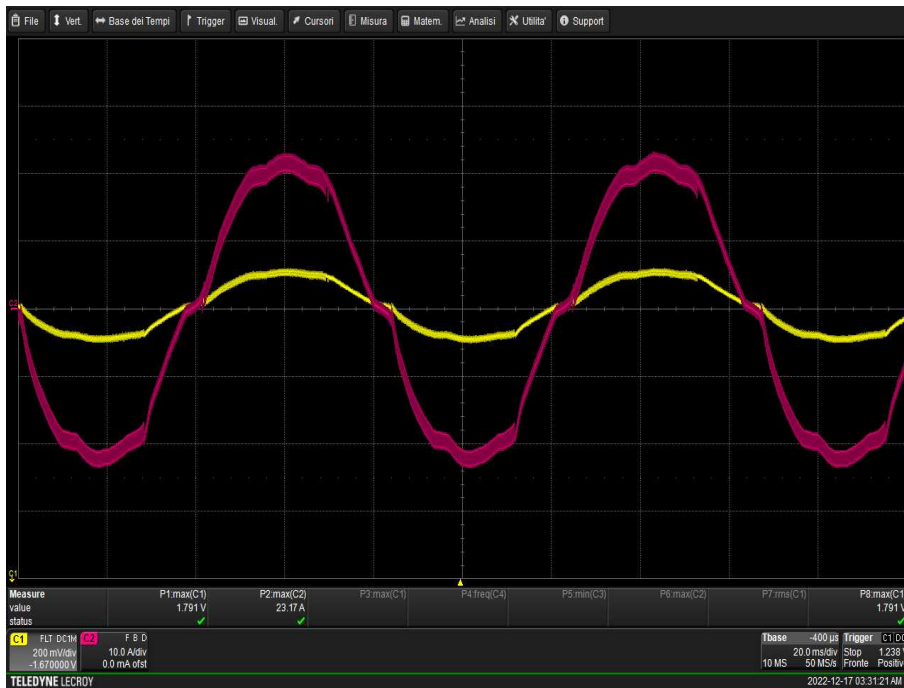 File Vert. Base dei Tempi Trigger Visual. Cursori Misura Matem. Analisi Utilita' Support
C2
C1
Measure P1:max(C1) P2:max(C2) P3:max(C1) P4:freq(C4) P5:min(C3) P6:max(C2) P7:rms(C1) P8:max(C1
value 1.791 V 23.17 A 1.791 V
status
C1 FLT DC1M C2 F B D Tbase -400 µs Trigger C1 DC
200 mV/div 10.0 A/div 20.0 ms/div Stop 1.238
-1.670000 V 0.0 mA ofst 10 MS 50 MS/s Fronte Positiv
TELEDYNE LECROY 2022-12-17 03:31:21 AM